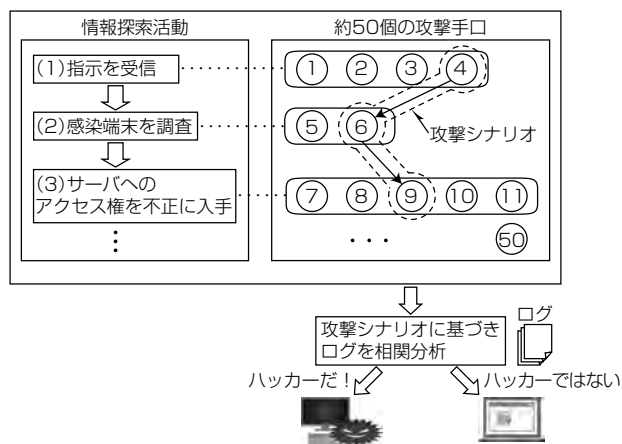 情報探索活動
約50個の攻撃手口
(1)指示を受信
① ② ③ ④
(2)感染端末を調査
⑤ ⑥
攻撃シナリオ
(3)サーバへの
アクセス権を不正に入手
⑦ ⑧ ⑨ ⑩ ⑪
⋮
・・・
㊿
攻撃シナリオに基づき
ログを相関分析
ログ
ハッカーだ!
ハッカーではない